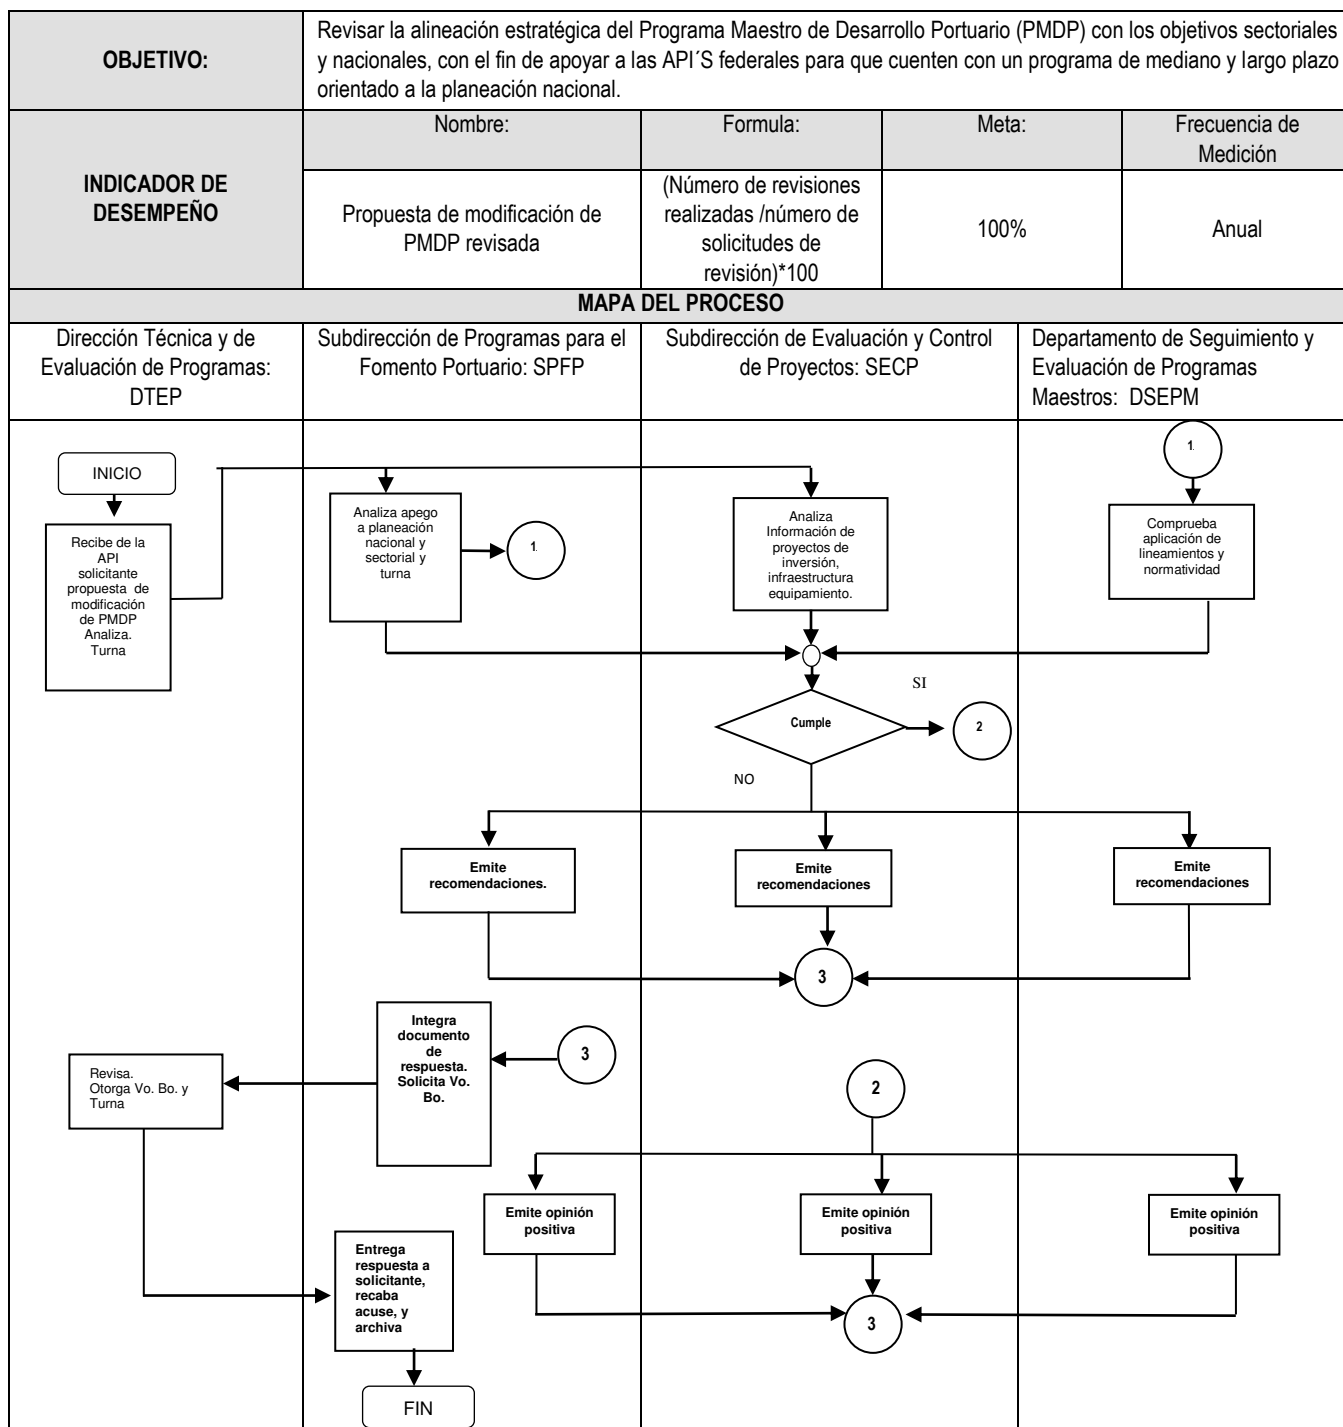 OBJETIVO:
Revisar la alineación estratégica del Programa Maestro de Desarrollo Portuario (PMDP) con los objetivos sectoriales
y nacionales, con el fin de apoyar a las API´S federales para que cuenten con un programa de mediano y largo plazo
orientado a la planeación nacional.
INDICADOR DE
DESEMPEÑO
Nombre:
Formula:
Meta:
Frecuencia de
Medición
Propuesta de modificación de
PMDP revisada
(Número de revisiones
realizadas /número de
solicitudes de
revisión)*100
100%
Anual
MAPA DEL PROCESO
Dirección Técnica y de
Evaluación de Programas:
DTEP
Subdirección de Programas para el
Fomento Portuario: SPFP
Subdirección de Evaluación y Control
de Proyectos: SECP
Departamento de Seguimiento y
Evaluación de Programas
Maestros: DSEPM
INICIO
Recibe de la
API
solicitante
propuesta de
modificación
de PMDP
Analiza.
Turna
Analiza apego
a planeación
nacional y
sectorial y
turna
1.
Analiza
Información de
proyectos de
inversión,
infraestructura
equipamiento.
1.
Comprueba
aplicación de
lineamientos y
normatividad
Cumple
SI
2
NO
Emite
recomendaciones.
Emite
recomendaciones
Emite
recomendaciones
3
Integra
documento
de
respuesta.
Solicita Vo.
Bo.
3
Revisa.
Otorga Vo. Bo. y
Turna
2
Emite opinión
positiva
Emite opinión
positiva
Emite opinión
positiva
3
Entrega
respuesta a
solicitante,
recaba
acuse, y
archiva
FIN